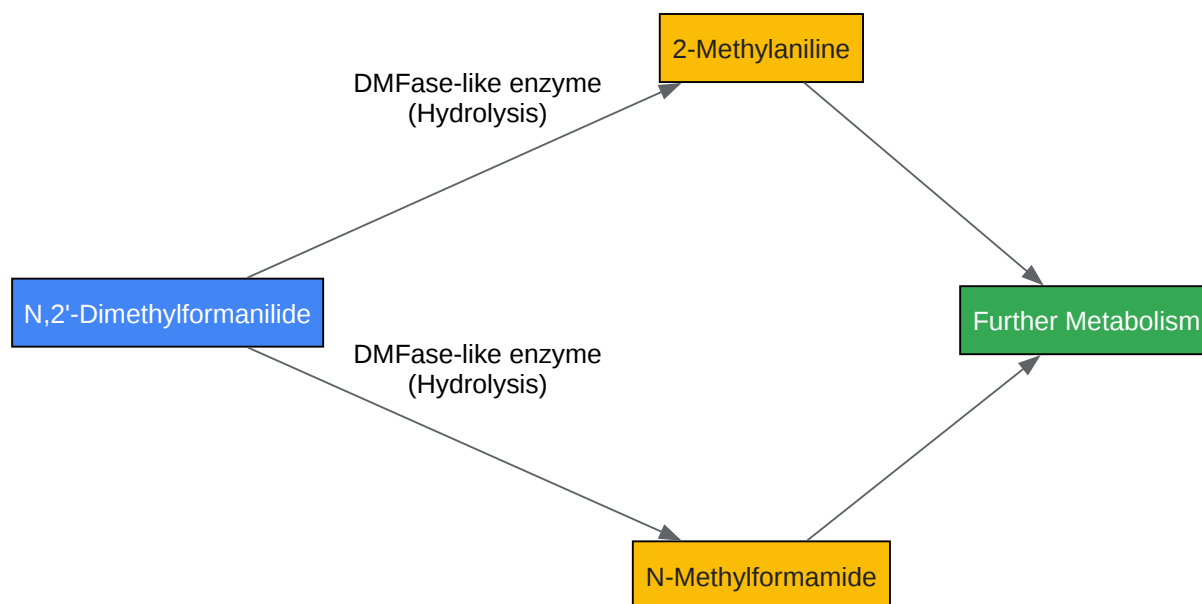 2-Methylaniline
DMFase-like enzyme
(Hydrolysis)
N,2'-Dimethylformanilide
Further Metabolism
DMFase-like enzyme
(Hydrolysis)
N-Methylformamide